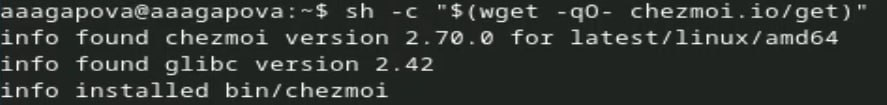 aaagapova@aaagapova:~$ sh -c "$(wget -qO- chezmoi.io/get)"
info found chezmoi version 2.70.0 for latest/linux/amd64
info found glibc version 2.42
info installed bin/chezmoi